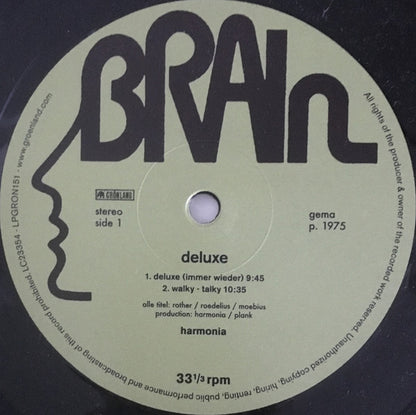 BRAIN
GRÖNLAND
stereo
side 1
gema
p. 1975
deluxe
1. deluxe (immer wieder) 9:45
2. walky - talky 10:35
olle titel: rother / roedelius / moebius
production: harmonia / plank
harmonia
33 1/3 rpm
All rights of the producer & owner of the recorded work reserved. Unauthorized copying, hiring, renting, public performance and broadcasting of this record prohibited. LC23354 - LPGRON151 - www.groenland.com